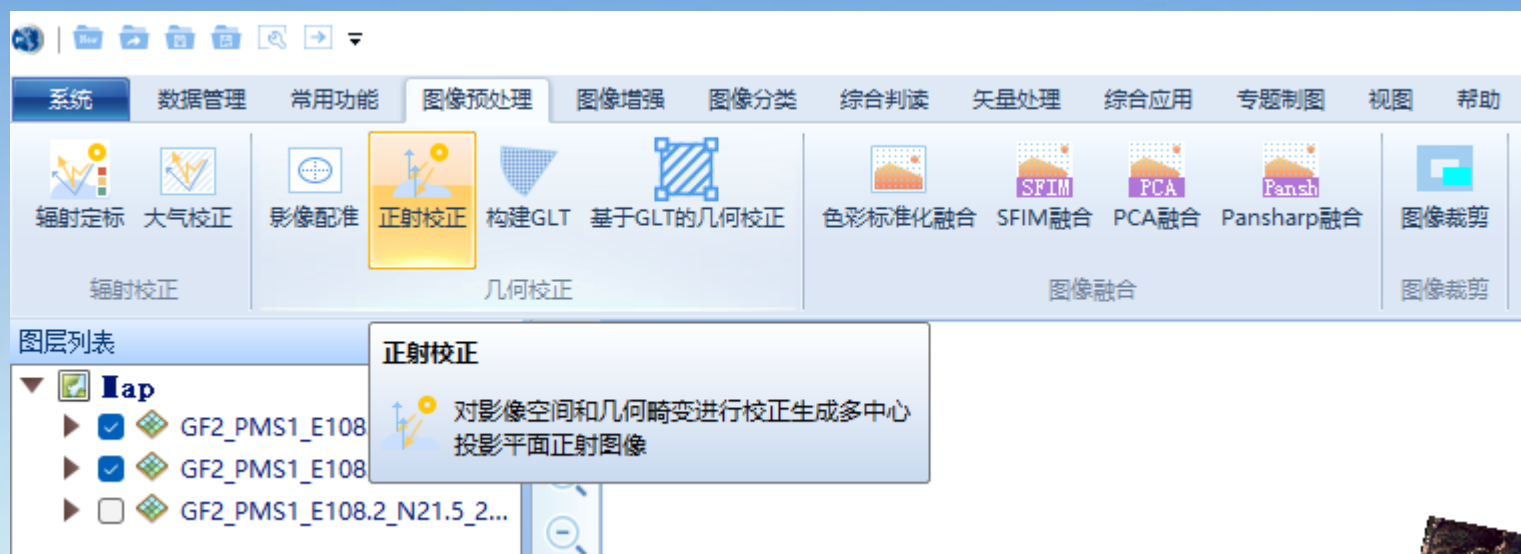 New
系统 数据管理 常用功能 图像预处理 图像增强 图像分类 综合判读 矢量处理 综合应用 专题制图 视图 帮助
SFIM PCA Pansh
辐射定标 大气校正 影像配准 正射校正 构建GLT 基于GLT的几何校正 色彩标准化融合 SFIM融合 PCA融合 Pansharp融合 图像裁剪
辐射校正 几何校正 图像融合 图像裁剪
图层列表
正射校正
对影像空间和几何畸变进行校正生成多中心
投影平面正射图像
Map
GF2_PMS1_E108.
GF2_PMS1_E108.
GF2_PMS1_E108.2_N21.5_2...